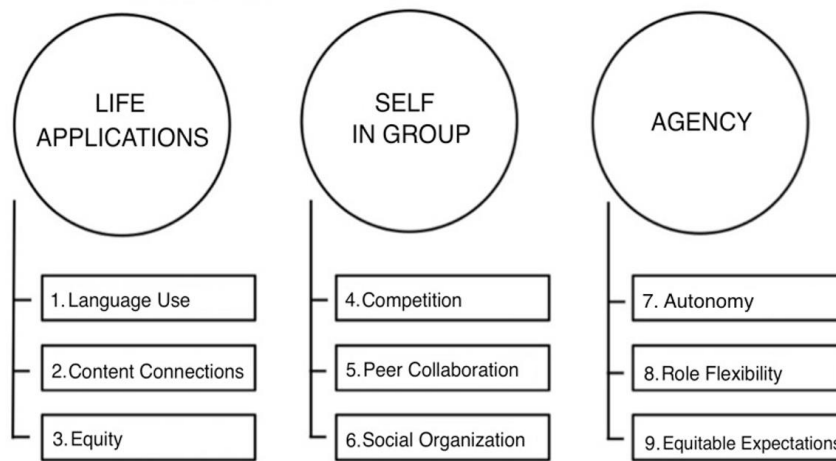 LIFE
APPLICATIONS
1.Language Use
2.Content Connections
3.Equity
SELF
IN GROUP
4.Competition
5.Peer Collaboration
6.Social Organization
AGENCY
7. Autonomy
8.Role Flexibility
9.Equitable Expectations